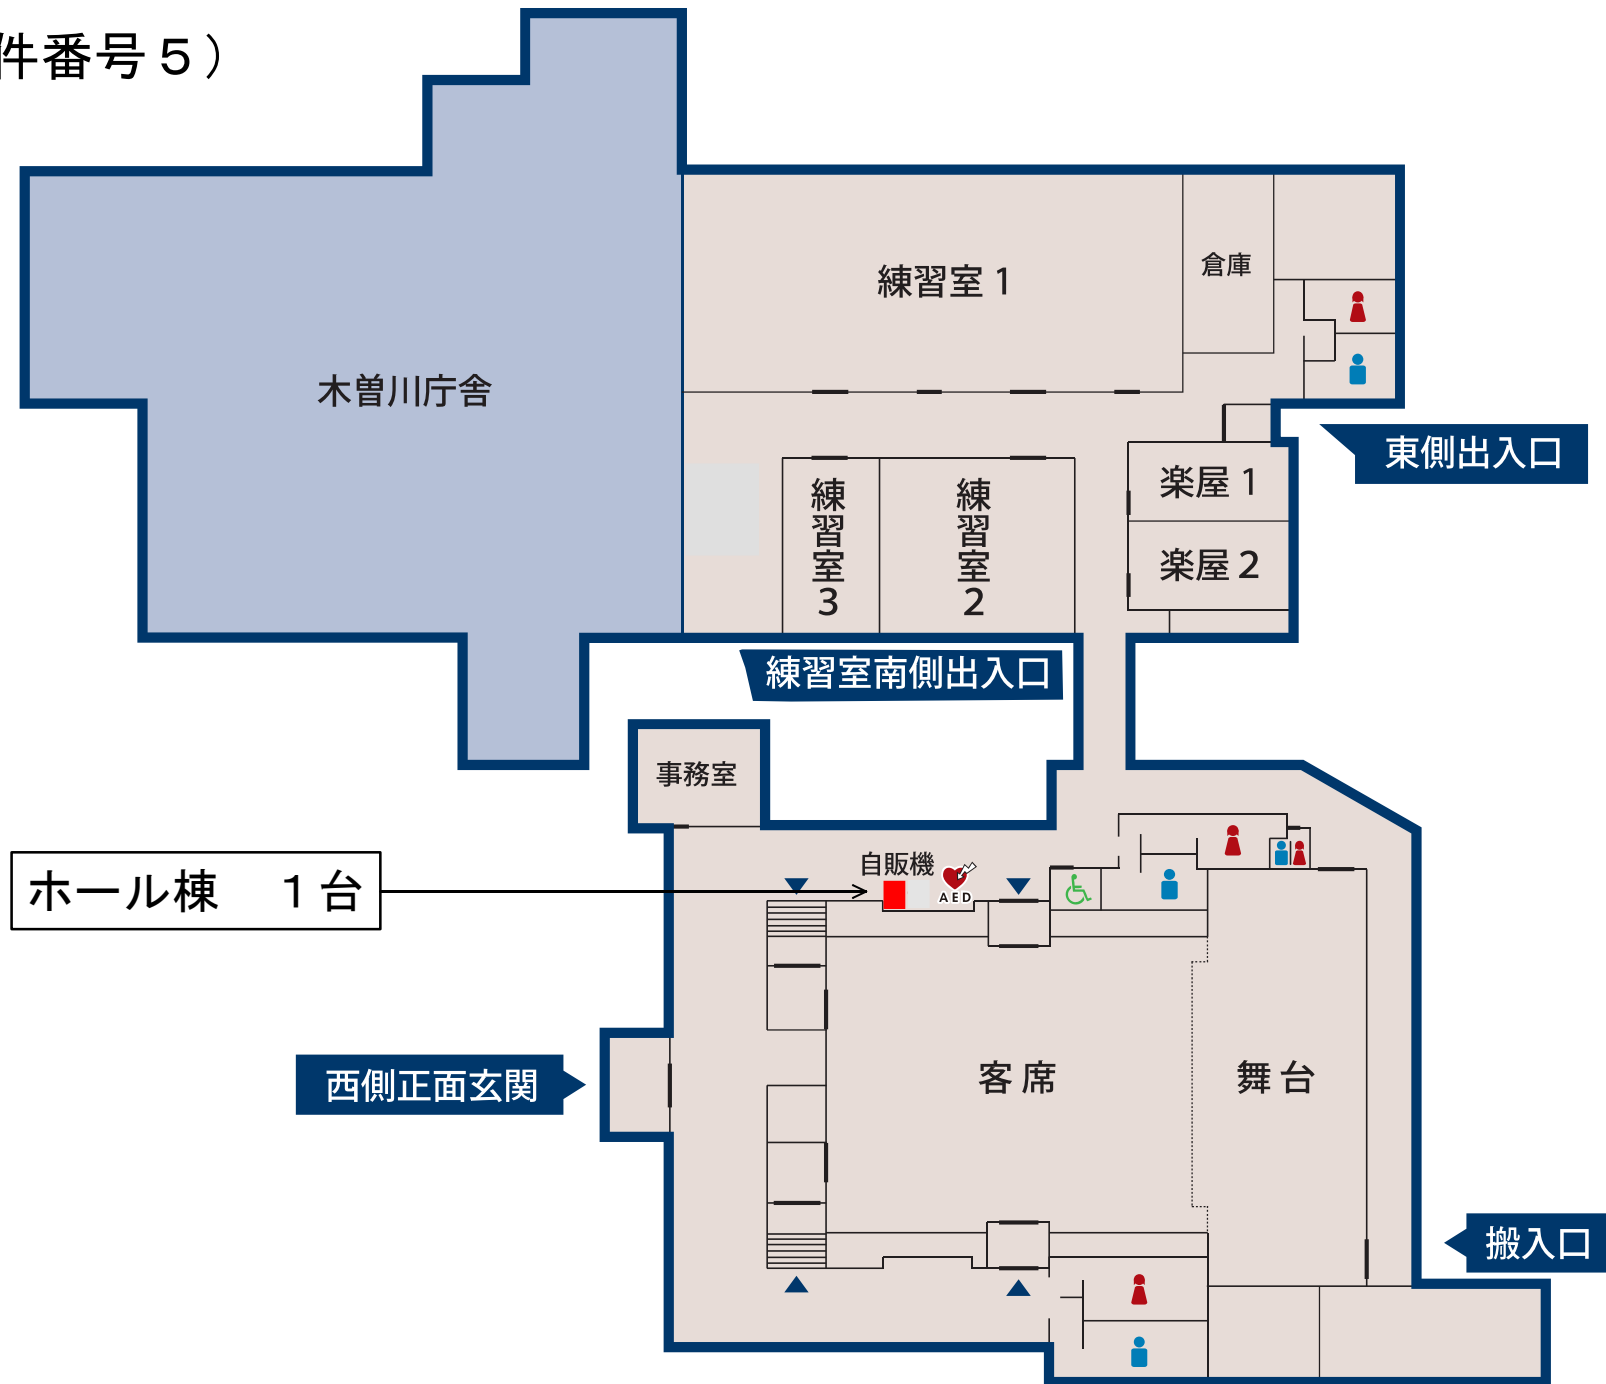 件番号５）
練習室 1
倉庫
木曽川庁舎
東側出入口
楽屋 1
練習室3
練習室2
楽屋 2
練習室南側出入口
事務室
自販機
ホール棟　１台
AED
西側正面玄関
客席
舞台
搬入口